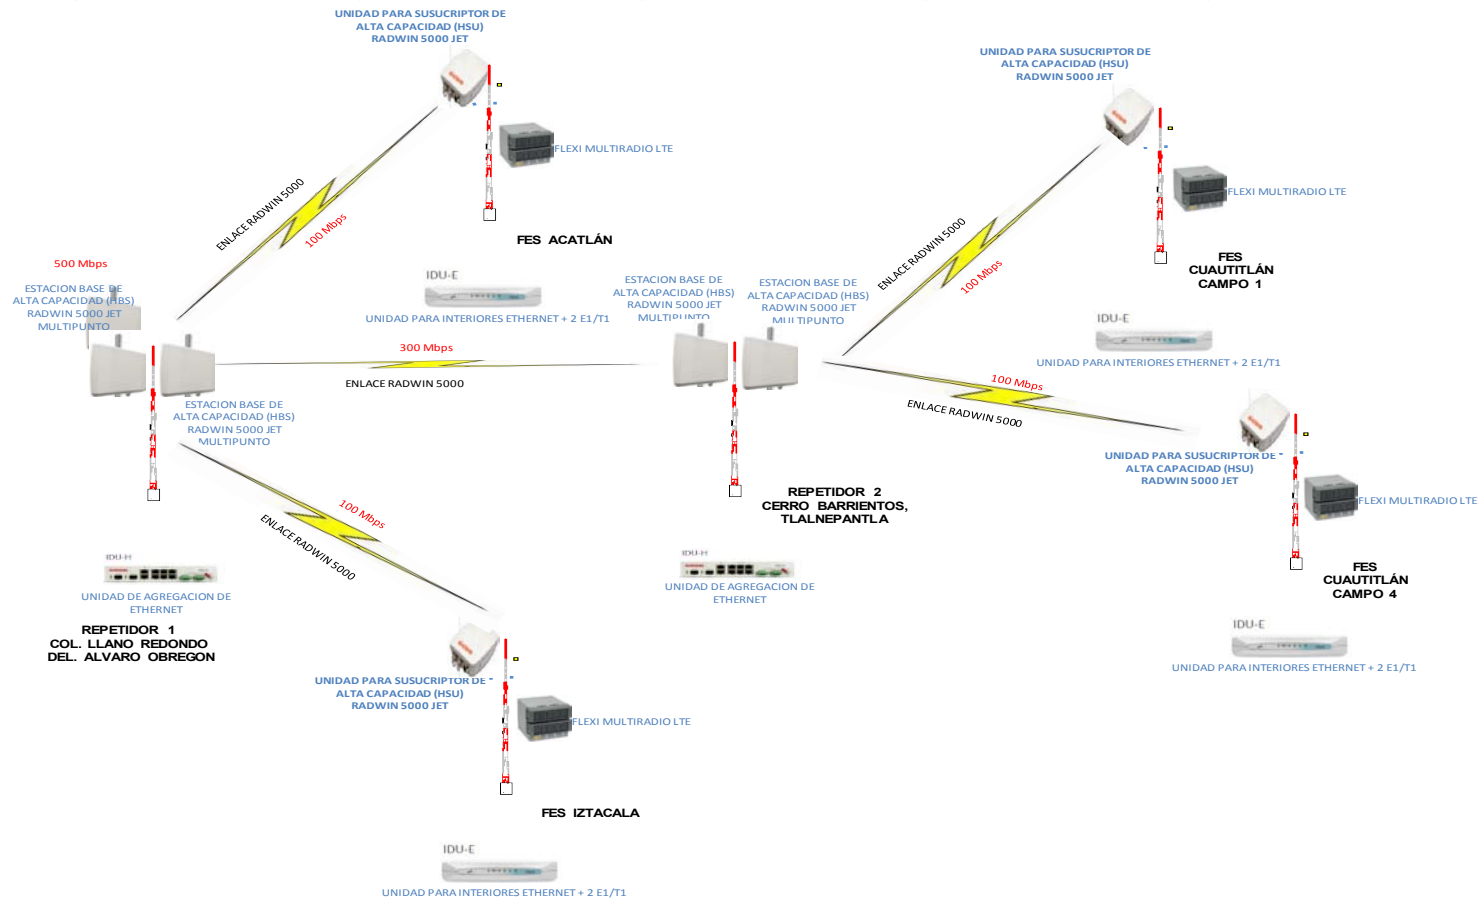 UNIDAD PARA SUSUCRIPTOR DE
ALTA CAPACIDAD (HSU)
RADWIN 5000 JET
FLEXI MULTIRADIO LTE
ENLACE RADWIN 5000
100 Mbps
FES ACATLÁN
IDU-E
UNIDAD PARA INTERIORES ETHERNET + 2 E1/T1
UNIDAD PARA SUSUCRIPTOR DE
ALTA CAPACIDAD (HSU)
RADWIN 5000 JET
FLEXI MULTIRADIO LTE
ENLACE RADWIN 5000
100 Mbps
FES
CUAUTITLÁN
CAMPO 1
IDU-E
UNIDAD PARA INTERIORES ETHERNET + 2 E1/T1
500 Mbps
ESTACION BASE DE
ALTA CAPACIDAD (HBS)
RADWIN 5000 JET
MULTIPUNTO
300 Mbps
ENLACE RADWIN 5000
ESTACION BASE DE
ALTA CAPACIDAD (HBS)
RADWIN 5000 JET
MULTIPUNTO
ESTACION BASE DE
ALTA CAPACIDAD (HBS)
RADWIN 5000 JET
MULTIPUNTO
ESTACION BASE DE
ALTA CAPACIDAD (HBS)
RADWIN 5000 JET
MULTIPUNTO
100 Mbps
ENLACE RADWIN 5000
UNIDAD PARA SUSUCRIPTOR DE
ALTA CAPACIDAD (HSU)
RADWIN 5000 JET
FLEXI MULTIRADIO LTE
REPETIDOR 2
CERRO BARRIENTOS,
TLALNEPANTLA
IDU-H
UNIDAD DE AGREGACION DE
ETHERNET
FES
CUAUTITLÁN
CAMPO 4
IDU-E
UNIDAD PARA INTERIORES ETHERNET + 2 E1/T1
100 Mbps
ENLACE RADWIN 5000
IDU-H
UNIDAD DE AGREGACION DE
ETHERNET
REPETIDOR 1
COL. LLANO REDONDO
DEL. ALVARO OBREGON
UNIDAD PARA SUSUCRIPTOR DE
ALTA CAPACIDAD (HSU)
RADWIN 5000 JET
FLEXI MULTIRADIO LTE
FES IZTACALA
IDU-E
UNIDAD PARA INTERIORES ETHERNET + 2 E1/T1